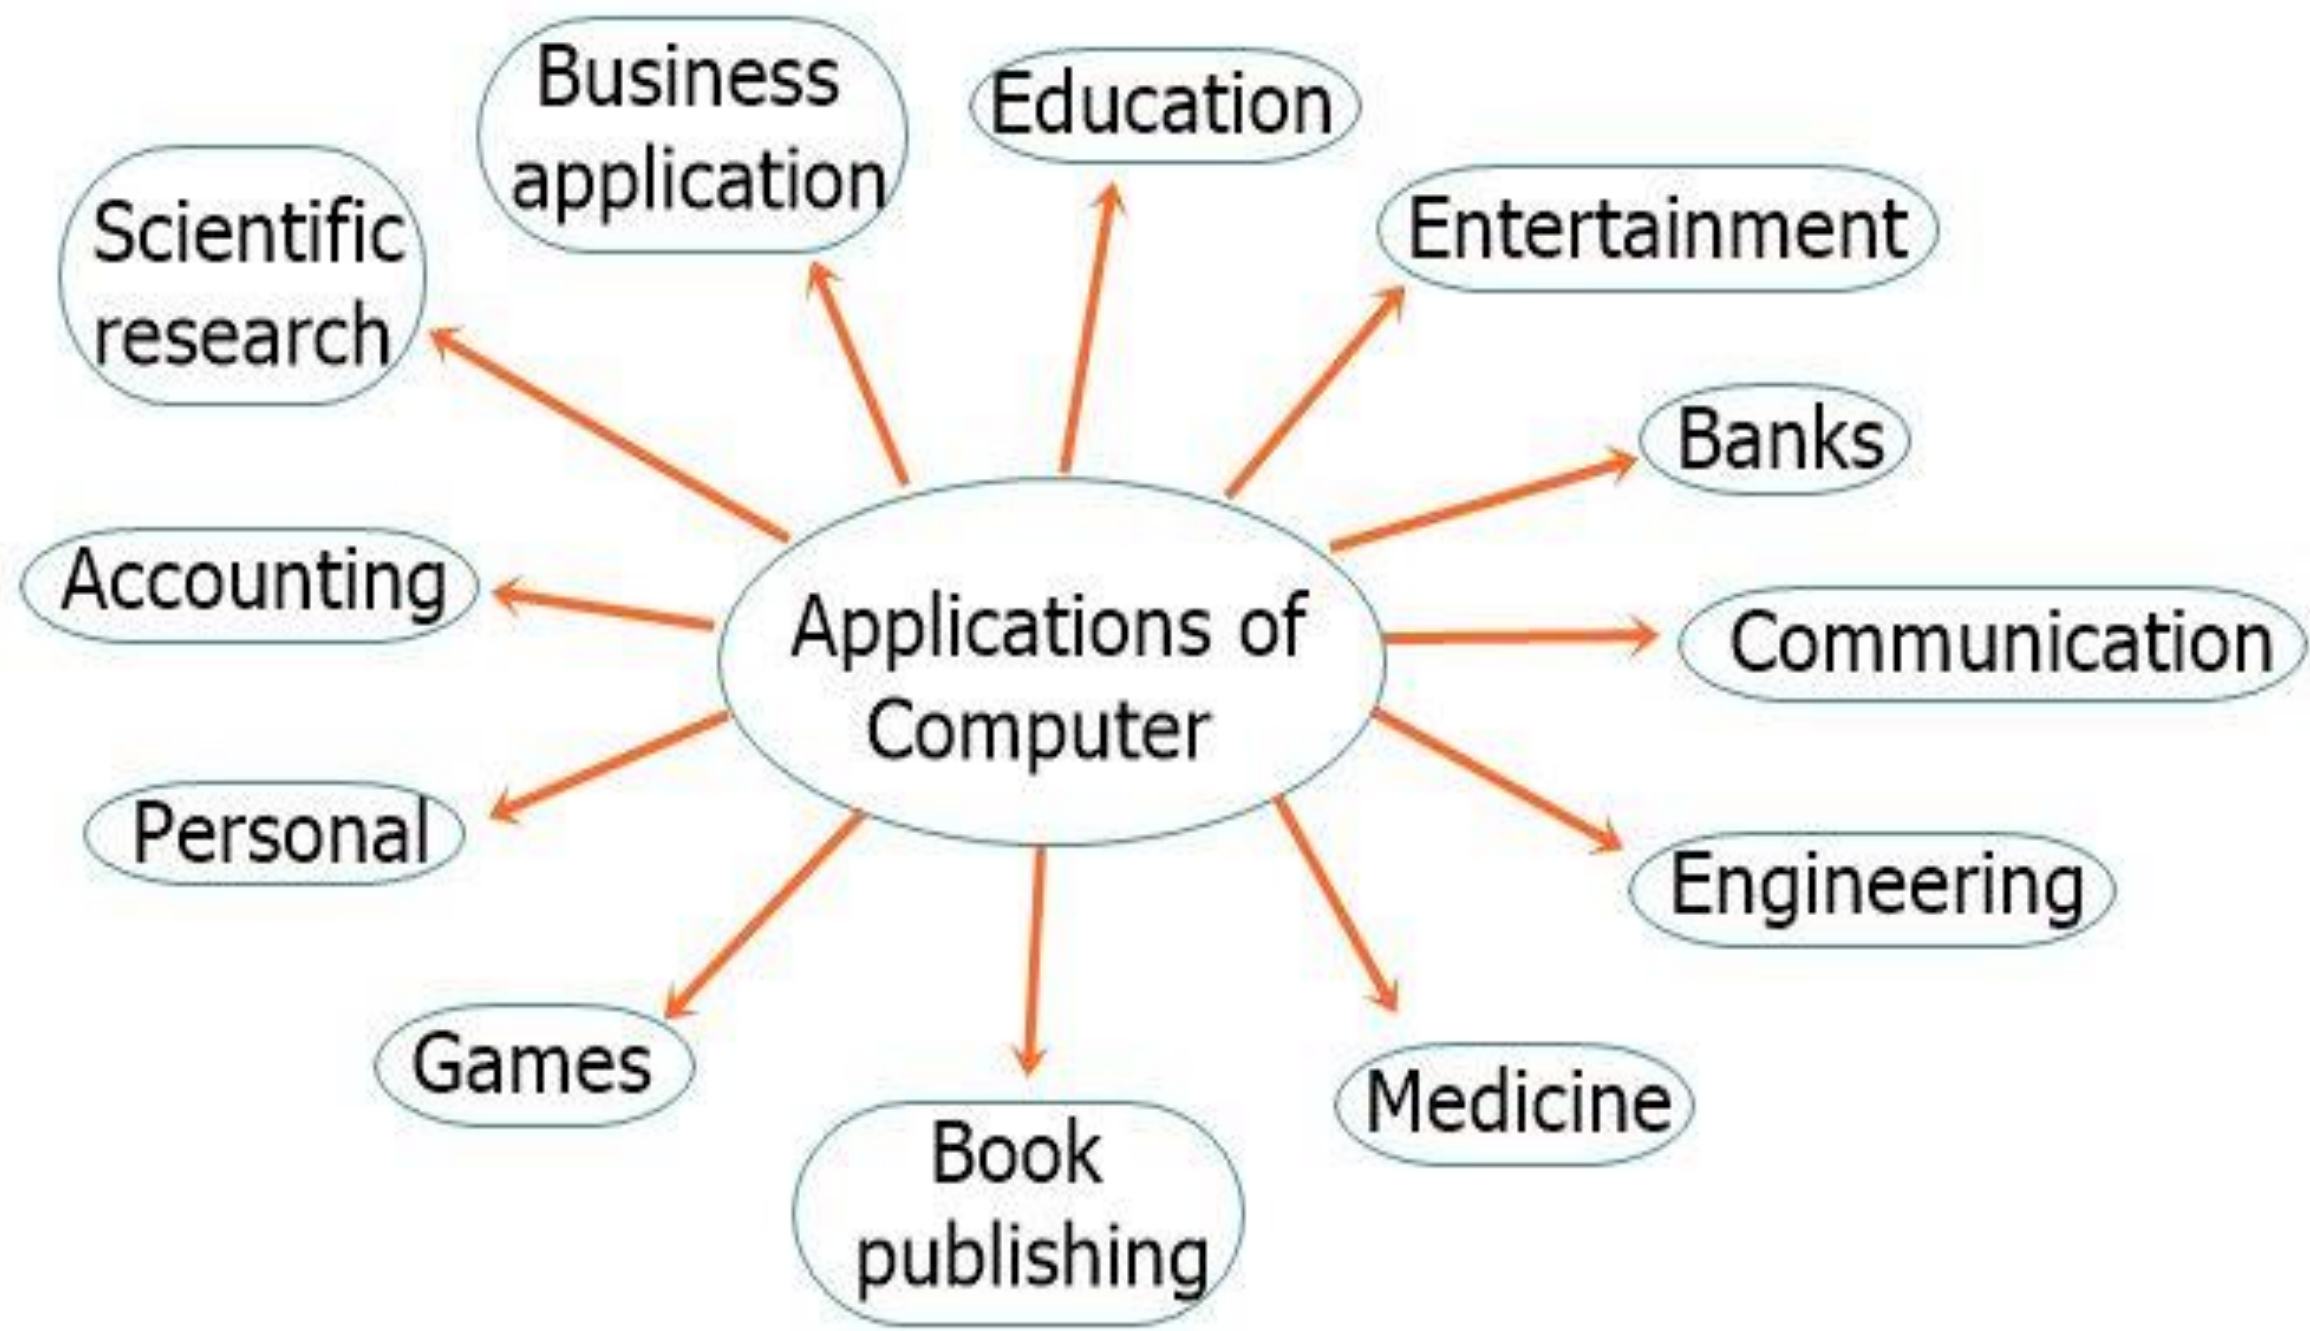 Business
application
Education
Scientific
research
Entertainment
Banks
Accounting
Applications of
Computer
Communication
Personal
Engineering
Games
Medicine
Book
publishing